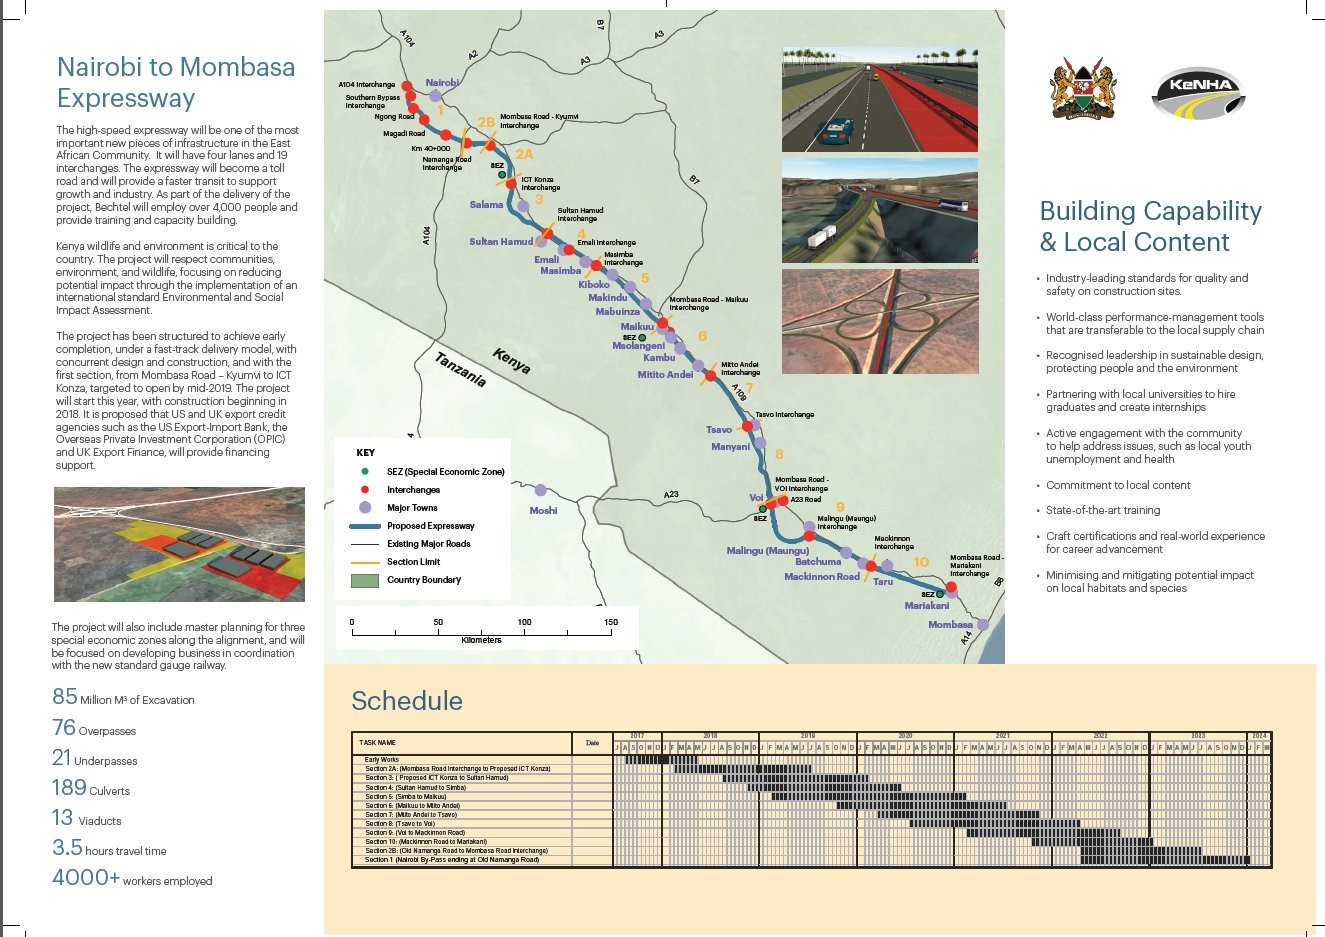 Nairobi to Mombasa
Expressway
The high-speed expressway will be one of the most
important new pieces of infrastructure in the East
African Community. It will have four lanes and 19
interchanges. The expressway will become a toll
road and will provide a faster transit to support
growth and industry. As part of the delivery of the
project, Bechtel will employ over 4,000 people and
provide training and capacity building.
Kenya wildlife and environment is critical to the
country. The project will respect communities,
environment, and wildlife, focusing on reducing
potential impact through the implementation of an
international standard Environmental and Social
Impact Assessment.
The project has been structured to achieve early
completion, under a fast-track delivery model, with
concurrent design and construction, and with the
first section, from Mombasa Road – Kyumvi to ICT
Konza, targeted to open by mid-2019. The project
will start this year, with construction beginning in
2018. It is proposed that US and UK export credit
agencies such as the US Export-Import Bank, the
Overseas Private Investment Corporation (OPIC)
and UK Export Finance, will provide financing
support.
The project will also include master planning for three
special economic zones along the alignment, and will
be focused on developing business in coordination
with the new standard gauge railway.
85 Million M³ of Excavation
76 Overpasses
21 Underpasses
189 Culverts
13 Viaducts
3.5 hours travel time
4000+ workers employed
A104
A2
B7
A3
A3
A104 Interchange
Nairobi
Southern Bypass
Interchange
Ngong Road
1
Magadi Road
2B
Mombasa Road - Kyumvi
Interchange
Km 40+000
Namanga Road
Interchange
2A
SEZ
ICT Konza
Interchange
B7
Salama
3
Sultan Hamud
Interchange
A104
Sultan Hamud
4
Emali Interchange
Emali
Masimba
Interchange
Masimba
5
Kiboko
Makindu
Mabuinza
Mombasa Road - Maikuu
Interchange
Maikuu
SEZ
Msolangeni
6
Kambu
Kenya
Tanzania
Mitito Andei
Mitto Andei
Interchange
7
A109
Tasvo Interchange
Tsavo
Manyani
8
Mombasa Road -
VOI Interchange
Voi
A23 Road
A23
SEZ
9
Malingu (Maungu)
Interchange
Malingu (Maungu)
Mackinnon
Interchange
Batchuma
10
Mackinnon Road
Taru
Mombasa Road -
Mariakani
Interchange
SEZ
B8
Mariakani
Mombasa
A14
Moshi
KEY
SEZ (Special Economic Zone)
Interchanges
Major Towns
Proposed Expressway
Existing Major Roads
Section Limit
Country Boundary
0 50 100 150
Kilometers
KeNHA
Building Capability
& Local Content
• Industry-leading standards for quality and
safety on construction sites.
• World-class performance-management tools
that are transferable to the local supply chain
• Recognised leadership in sustainable design,
protecting people and the environment
• Partnering with local universities to hire
graduates and create internships
• Active engagement with the community
to help address issues, such as local youth
unemployment and health
• Commitment to local content
• State-of-the-art training
• Craft certifications and real-world experience
for career advancement
• Minimising and mitigating potential impact
on local habitats and species
Schedule
TASK NAME Date 2017 2018 2019 2020 2021 2022 2023 2024
J A S O N D J F M A M J J A S O N D J F M A M J J A S O N D J F M A M J J A S O N D J F M A M J J A S O N D J F M A M J J A S O N D J F M A M J J A S O N D J F M
Early Works
Section 2A: (Mombasa Road Interchange to Proposed ICT Konza)
Section 3: ( Proposed ICT Konza to Sultan Hamud)
Section 4: (Sultan Hamud to Simba)
Section 5: (Simba to Maikuu)
Section 6: (Maikuu to Mitto Andei)
Section 7: (Mitto Andei to Tsavo)
Section 8: (Tsavo to Voi)
Section 9: (Voi to Mackinnon Road)
Section 10: (Mackinnon Road to Mariakani)
Section 2B: (Old Namanga Road to Mombasa Road Interchange)
Section 1 (Nairobi By-Pass ending at Old Namanga Road)